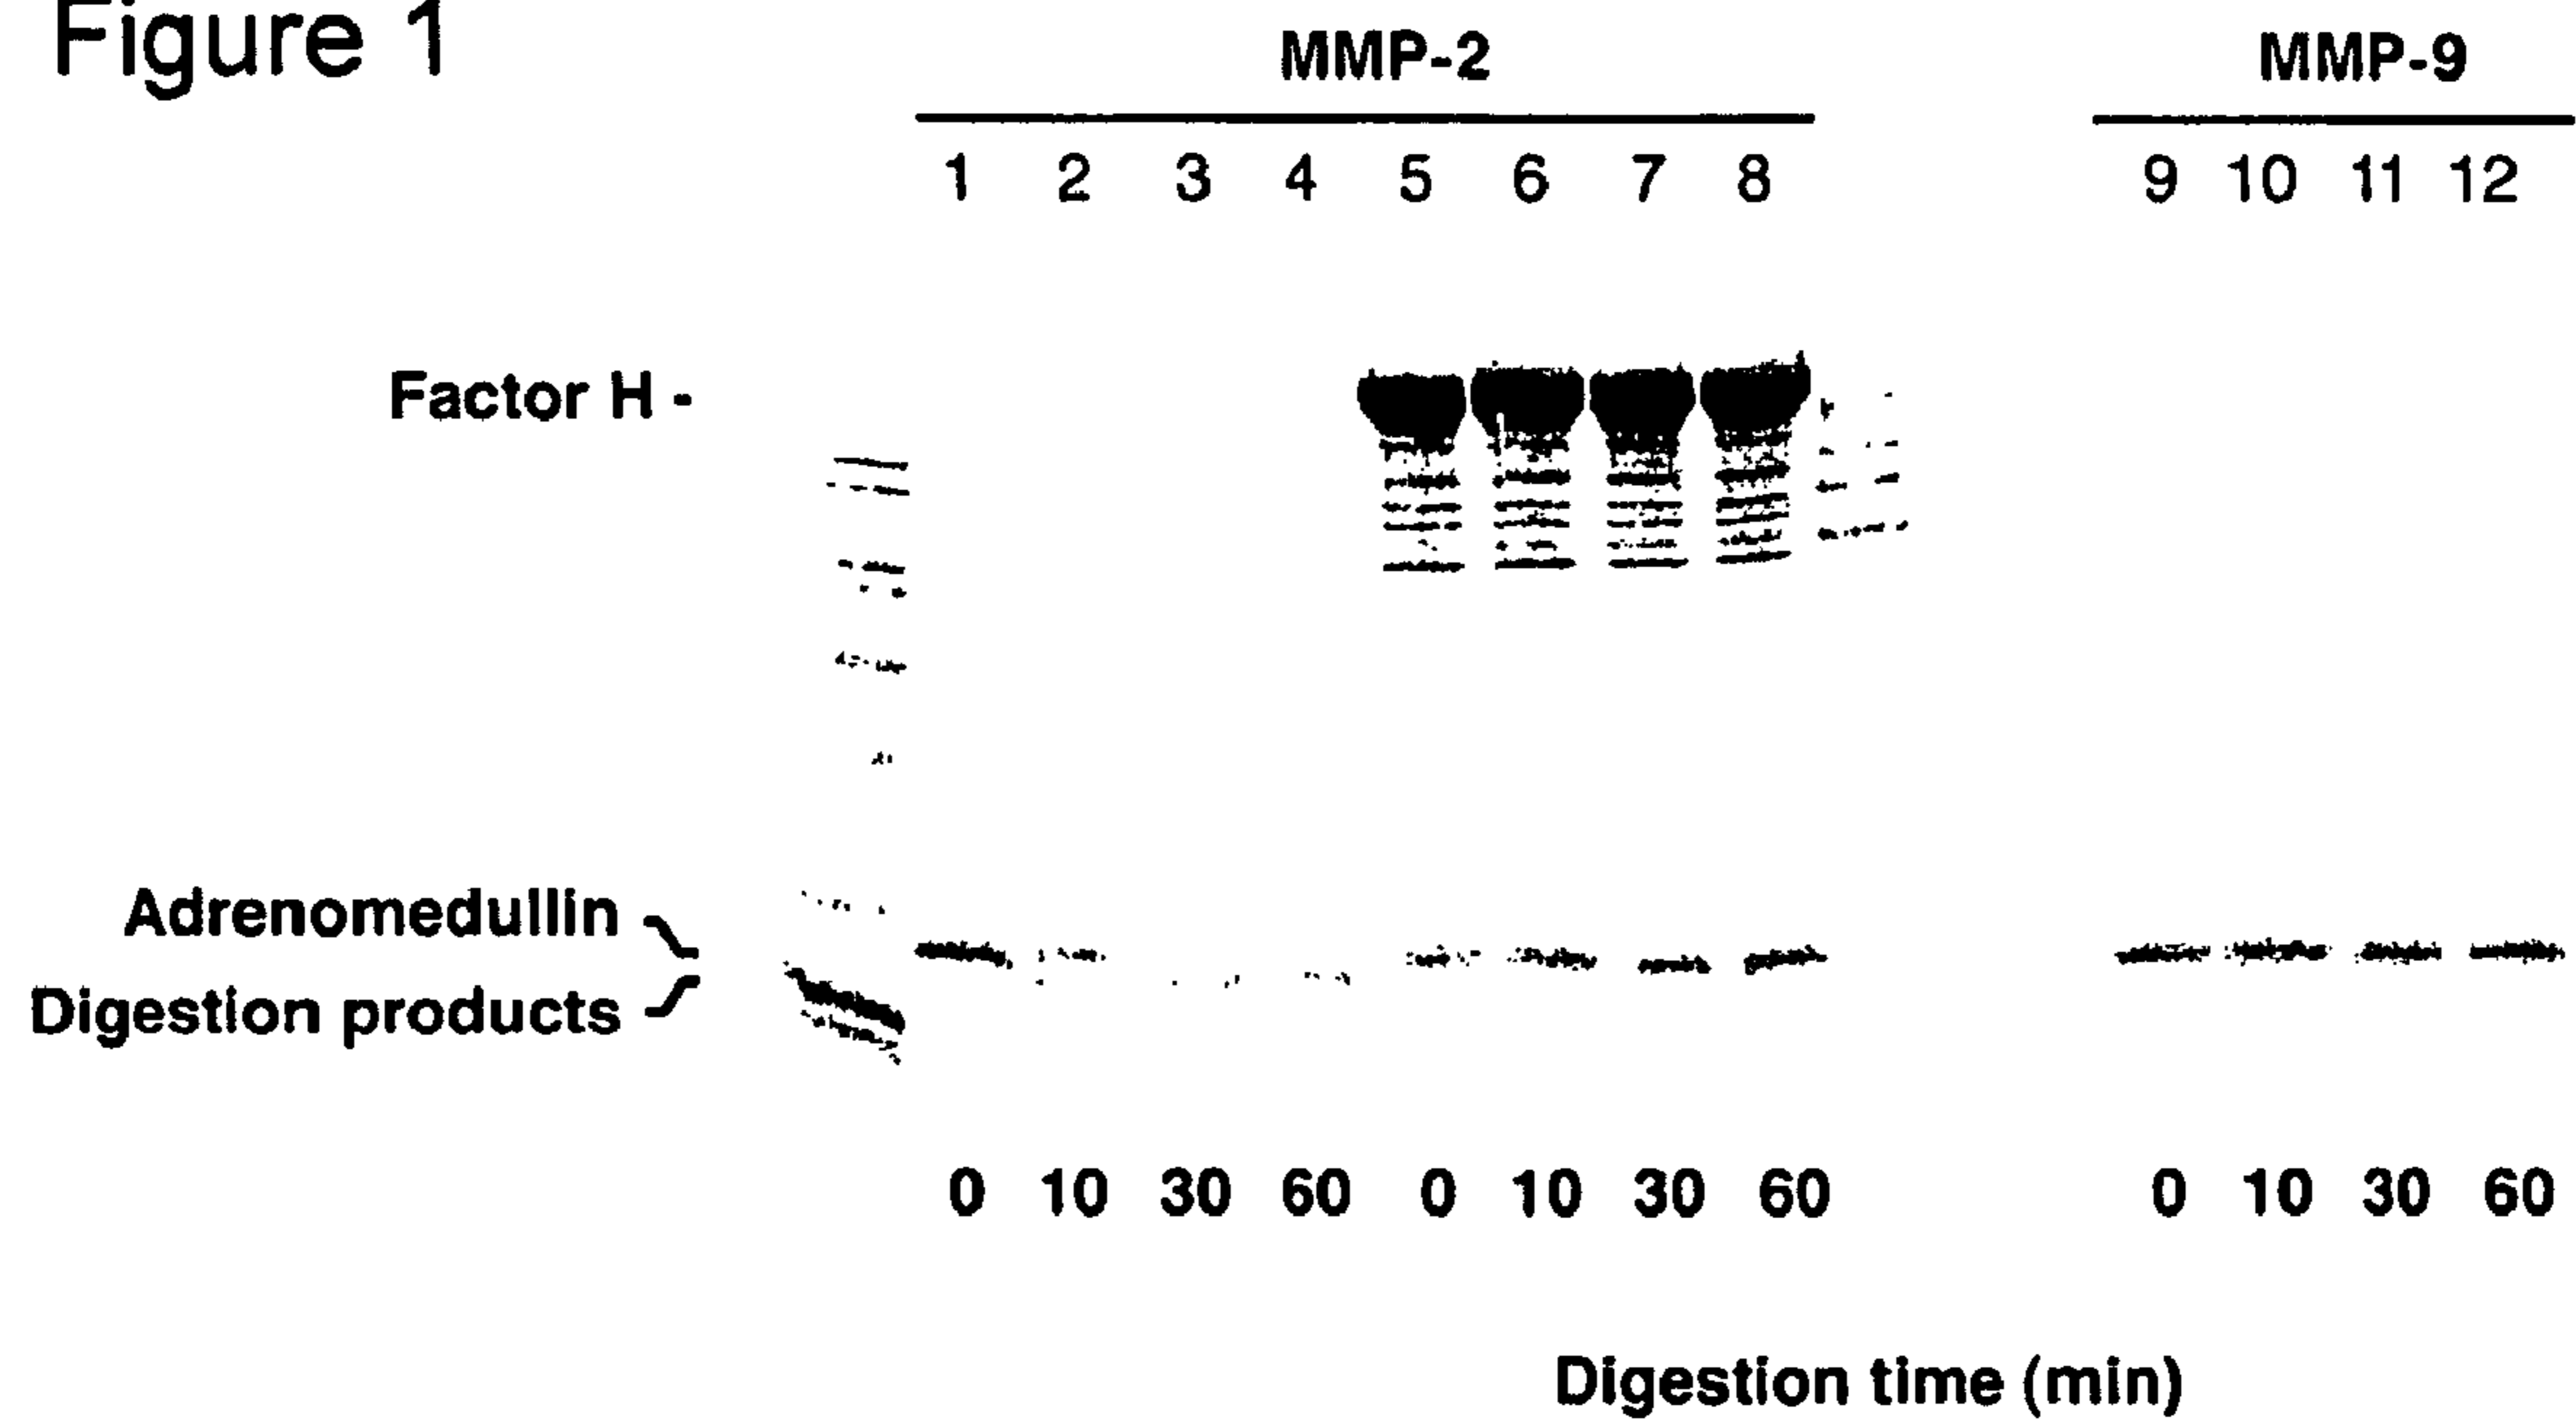 Figure 1
MMP-2 MMP-9
1 2 3 4 5 6 7 8 9 10 11 12
Factor H -
Adrenomedullin
Digestion products
0 10 30 60 0 10 30 60 0 10 30 60
Digestion time (min)